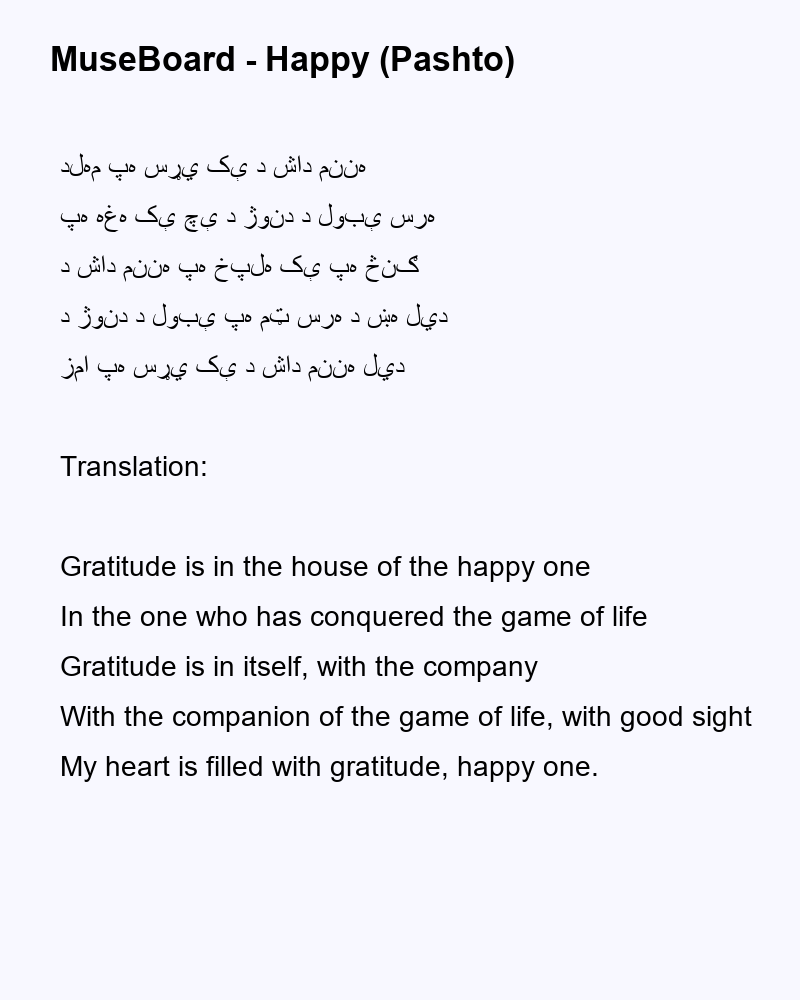 MuseBoard - Happy (Pashto)
دلهم په سړي کې د شاد مننه
په هغه کې چې د ژوند د لوبې سره
د شاد مننه په خپله کې په څنګ
د ژوند د لوبې په مټ سره د ښه ليد
زما په سړي کې د شاد مننه ليد
Translation:
Gratitude is in the house of the happy one
In the one who has conquered the game of life
Gratitude is in itself, with the company
With the companion of the game of life, with good sight
My heart is filled with gratitude, happy one.